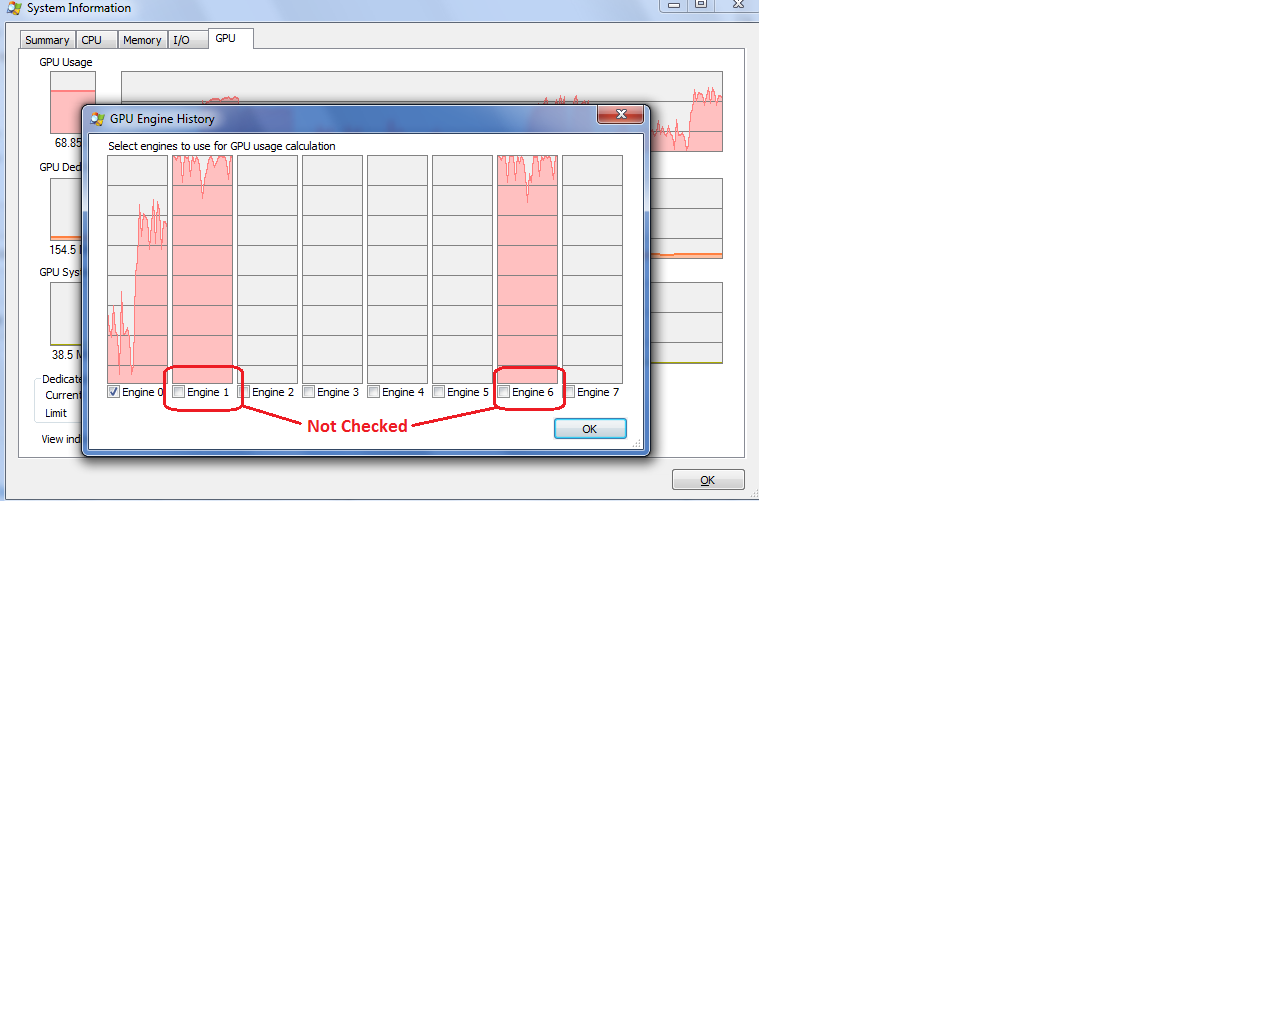 System Information
Summary CPU Memory I/O GPU
GPU Usage
68.85
GPU Engine History
Select engines to use for GPU usage calculation
GPU Ded
154.5
GPU Syst
38.5 M
Engine 0 Engine 1 Engine 2 Engine 3 Engine 4 Engine 5 Engine 6 Engine 7
Dedicate
Current
Limit
Not Checked
OK
View ind
OK